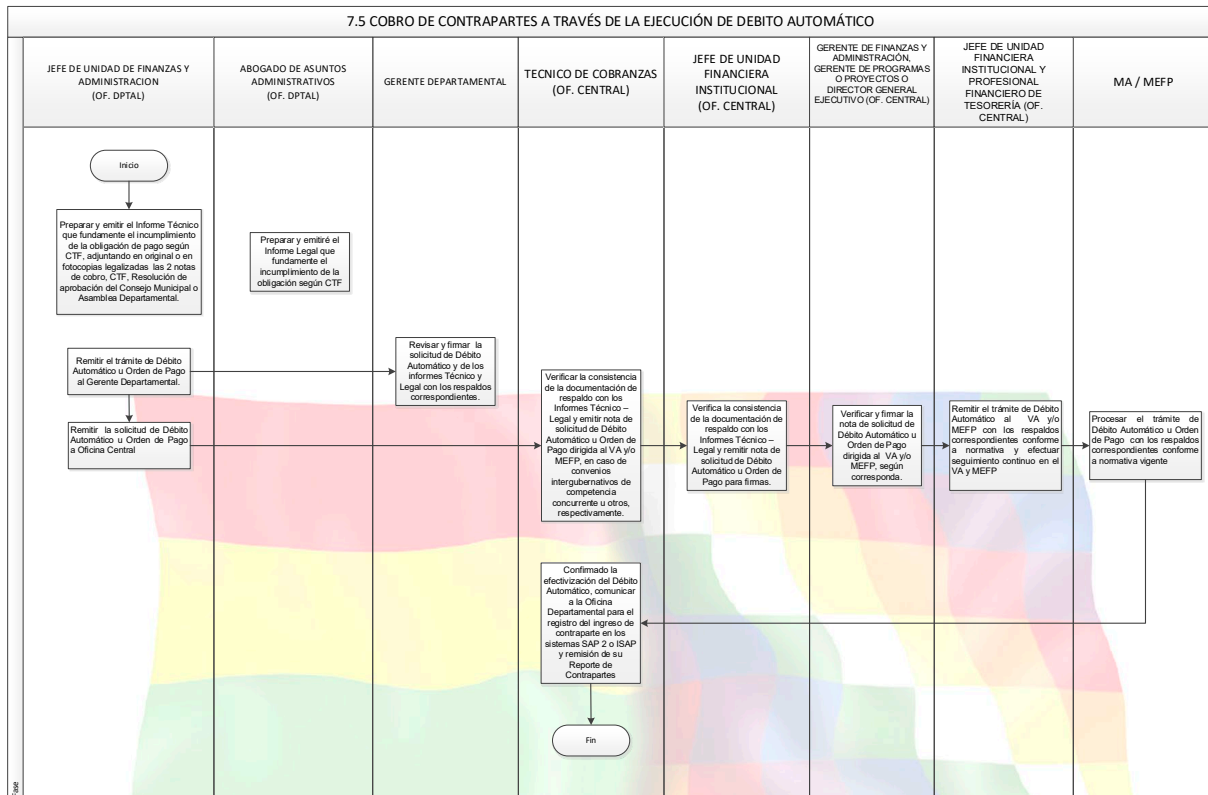 7.5 COBRO DE CONTRAPARTES A TRAVÉS DE LA EJECUCIÓN DE DEBITO AUTOMÁTICO
JEFE DE UNIDAD DE FINANZAS Y
ADMINISTRACION
(OF. DPTAL)
ABOGADO DE ASUNTOS
ADMINISTRATIVOS
(OF. DPTAL)
GERENTE DEPARTAMENTAL
TECNICO DE COBRANZAS
(OF. CENTRAL)
JEFE DE UNIDAD
FINANCIERA
INSTITUCIONAL
(OF. CENTRAL)
GERENTE DE FINANZAS Y
ADMINISTRACIÓN,
GERENTE DE PROGRAMAS
O PROYECTOS O
DIRECTOR GENERAL
EJECUTIVO (OF. CENTRAL)
JEFE DE UNIDAD
FINANCIERA
INSTITUCIONAL Y
PROFESIONAL
FINANCIERO DE
TESORERÍA (OF.
CENTRAL)
MA / MEFP
Inicio
Preparar y emitir el Informe Técnico
que fundamente el incumplimiento
de la obligación de pago según
CTF, adjuntando en original o en
fotocopias legalizadas las 2 notas
de cobro, CTF, Resolución de
aprobación del Consejo Municipal o
Asamblea Departamental.
Preparar y emitiré el
Informe Legal que
fundamente el
incumplimiento de la
obligación según CTF
Remitir el trámite de Débito
Automático u Orden de Pago
al Gerente Departamental.
Revisar y firmar la
solicitud de Débito
Automático y de los
informes Técnico y
Legal con los respaldos
correspondientes.
Remitir la solicitud de Débito
Automático u Orden de Pago
a Oficina Central
Verificar la consistencia
de la documentación de
respaldo con los
Informes Técnico –
Legal y emitir nota de
solicitud de Débito
Automático u Orden de
Pago dirigida al VA y/o
MEFP, en caso de
convenios
intergubernativos de
competencia
concurrente u otros,
respectivamente.
Verifica la consistencia
de la documentación de
respaldo con los
Informes Técnico –
Legal y remitir nota de
solicitud de Débito
Automático u Orden de
Pago para firmas.
Verificar y firmar la
nota de solicitud de
Débito Automático u
Orden de Pago
dirigida al VA y/o
MEFP, según
corresponda.
Remitir el trámite de Débito
Automático al VA y/o
MEFP con los respaldos
correspondientes conforme
a normativa y efectuar
seguimiento continuo en el
VA y MEFP
Procesar el trámite de
Débito Automático u Orden
de Pago con los respaldos
correspondientes conforme
a normativa vigente
Confirmado la
efectivización del Débito
Automático, comunicar
a la Oficina
Departamental para el
registro del ingreso de
contraparte en los
sistemas SAP 2 o ISAP
y remisión de su
Reporte de
Contrapartes
Fin
Fase